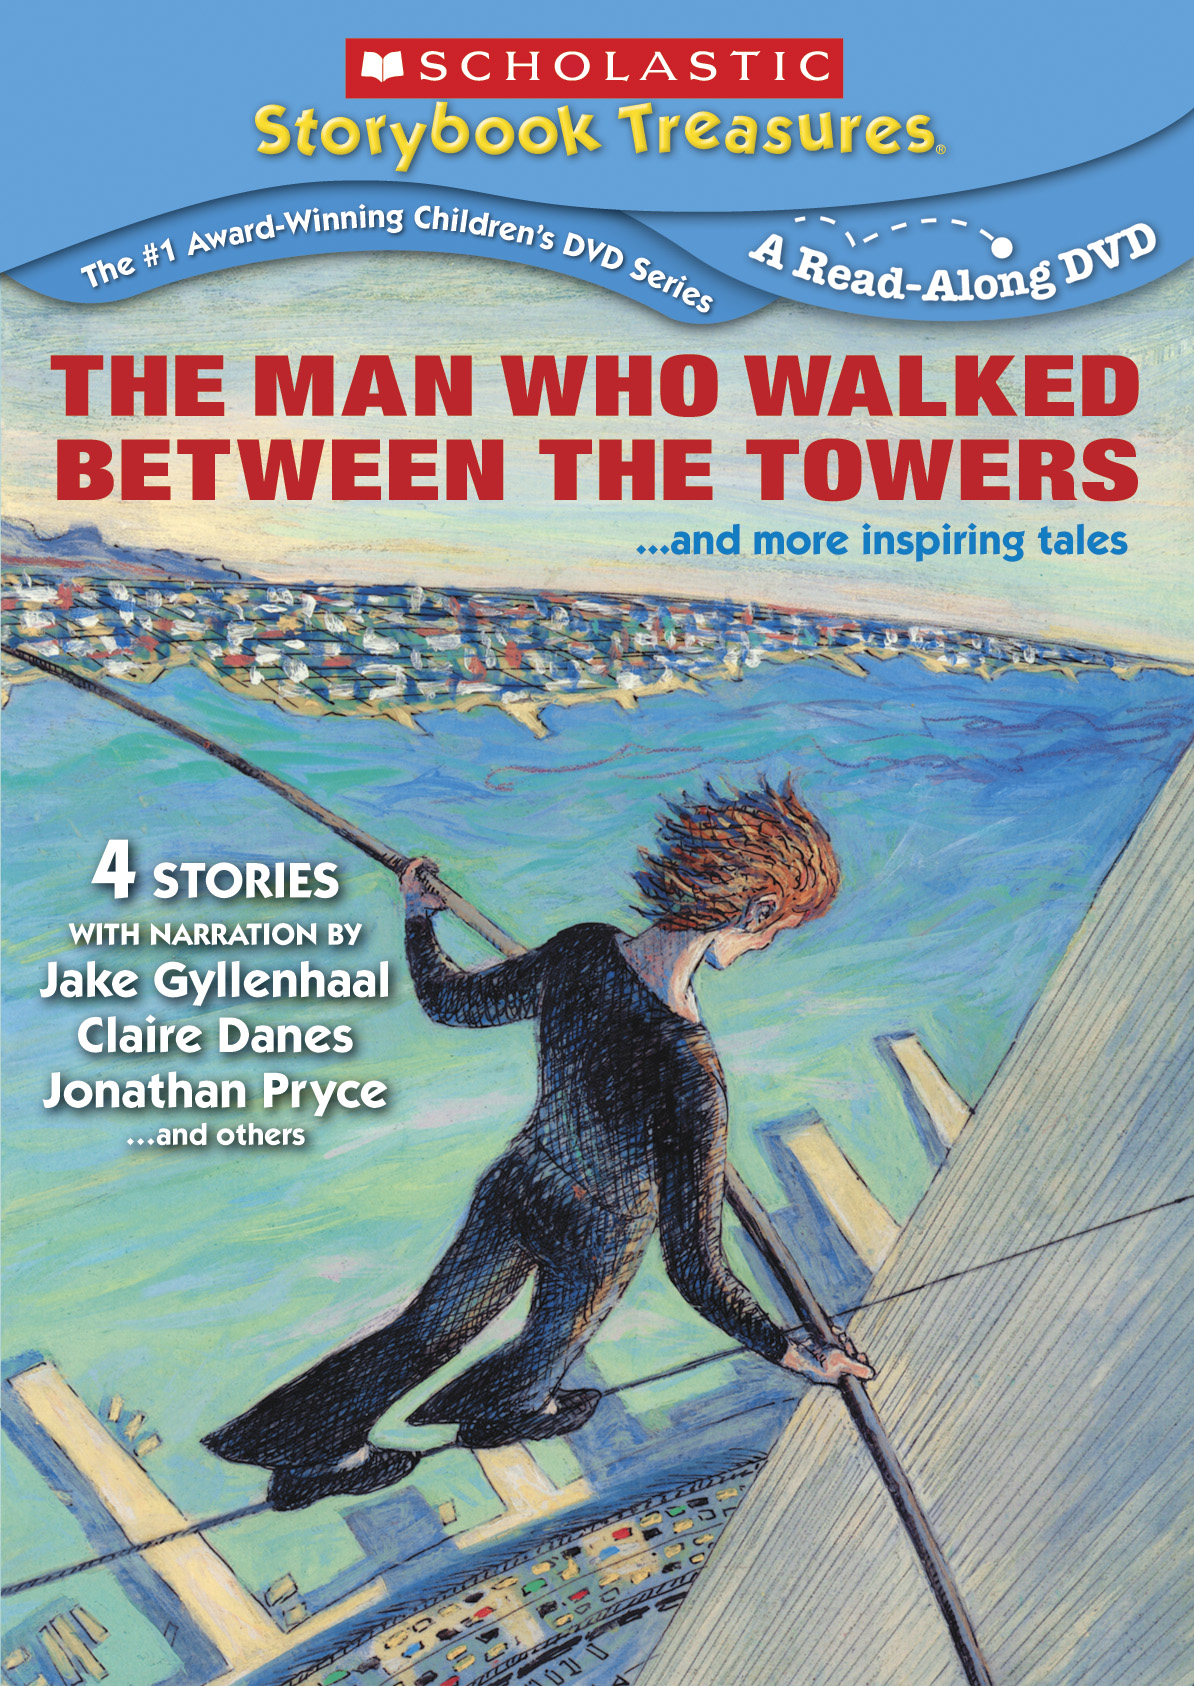 SCHOLASTIC
Storybook Treasures®
The #1 Award-Winning Children's DVD Series
A Read-Along DVD
THE MAN WHO WALKED
BETWEEN THE TOWERS
...and more inspiring tales
4 STORIES
WITH NARRATION BY
Jake Gyllenhaal
Claire Danes
Jonathan Pryce
...and others